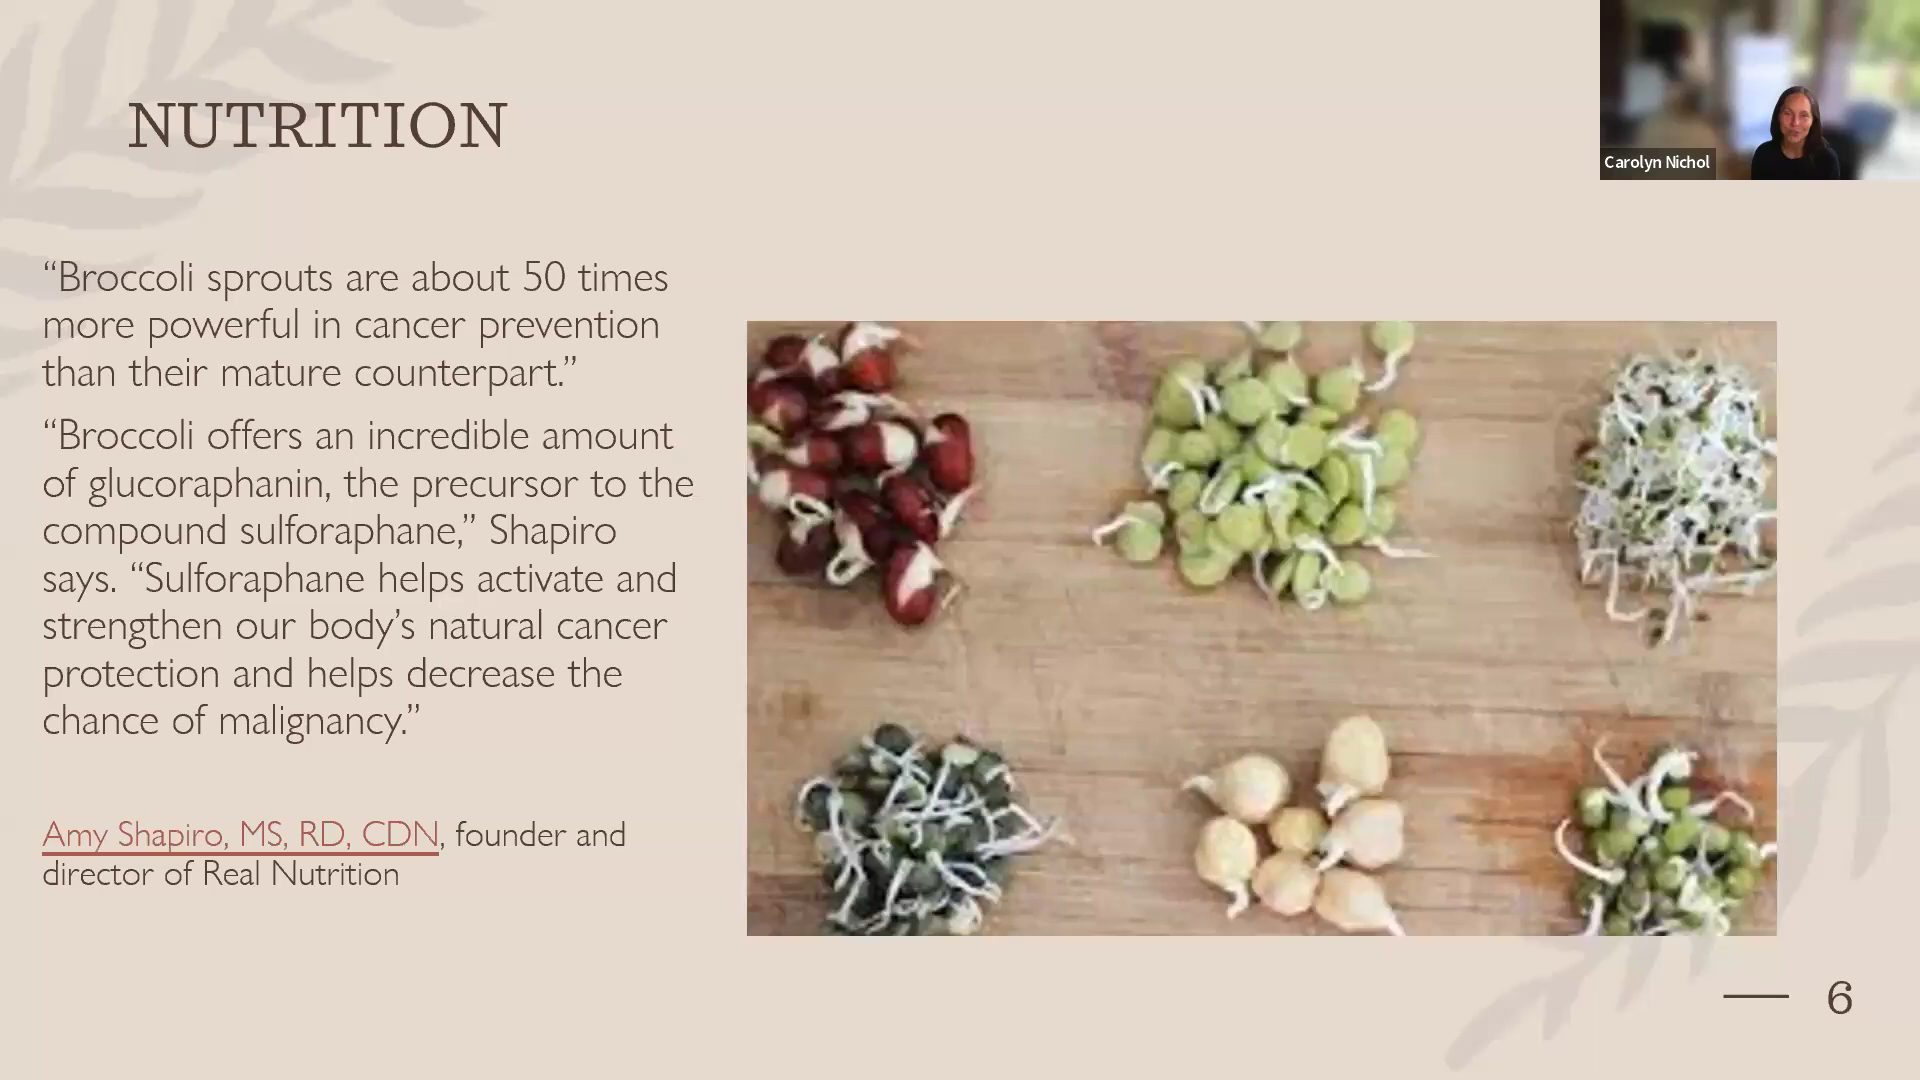 NUTRITION
Carolyn Nichol
“Broccoli sprouts are about 50 times
more powerful in cancer prevention
than their mature counterpart.”
“Broccoli offers an incredible amount
of glucoraphanin, the precursor to the
compound sulforaphane,” Shapiro
says. “Sulforaphane helps activate and
strengthen our body’s natural cancer
protection and helps decrease the
chance of malignancy.”
Amy Shapiro, MS, RD, CDN, founder and
director of Real Nutrition
6